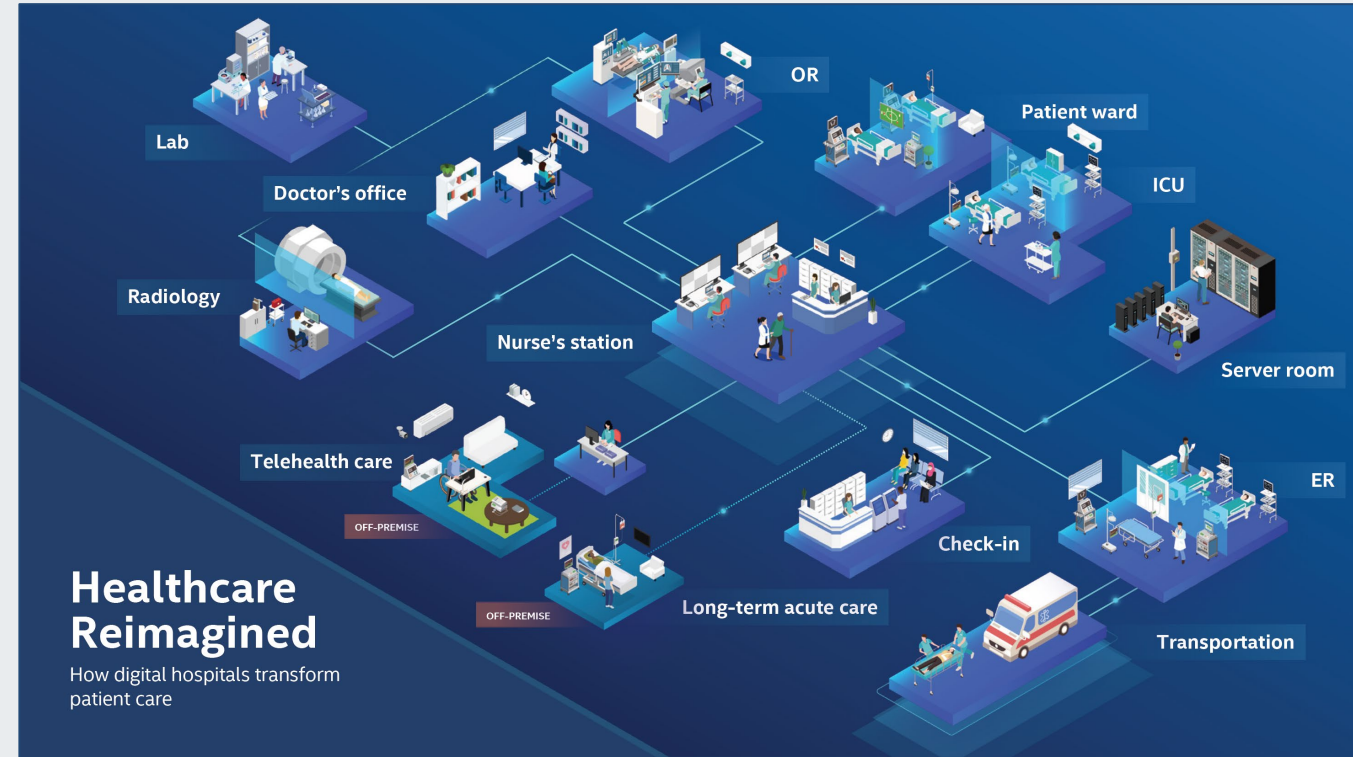 Lab
OR
Doctor's office
Patient ward
ICU
Radiology
Nurse's station
Server room
Telehealth care
OFF-PREMISE
ER
Check-in
OFF-PREMISE
Long-term acute care
Transportation
Healthcare
Reimagined
How digital hospitals transform
patient care